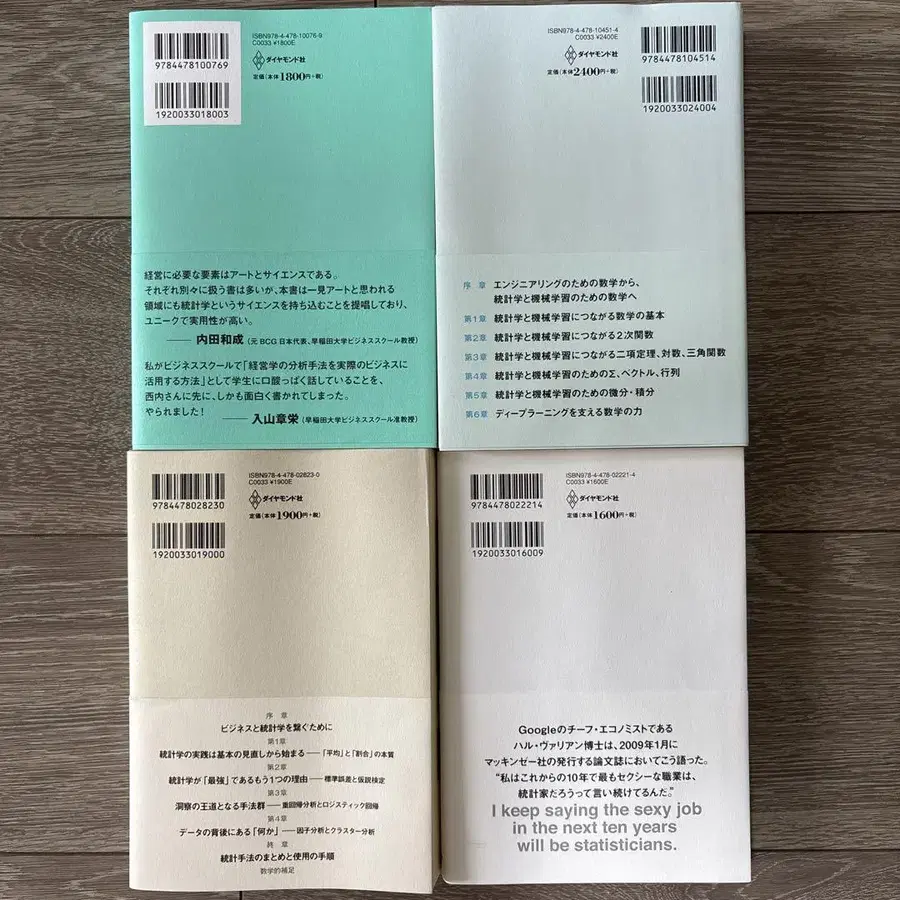 9784478100769
1920033018003
ISBN978-4-478-10076-9
C0033 ¥1800E
ダイヤモンド社
定価(本体1800円+税)
経営に必要な要素はアートとサイエンスである。
それぞれ別々に扱う書は多いが、本書は一見アートと思われる
領域にも統計学というサイエンスを持ち込むことを提唱しており、
ユニークで実用性が高い。
——内田和成(元 BCG 日本代表、早稲田大学ビジネススクール教授)
私がビジネススクールで「経営学の分析手法を実際のビジネスに
活用する方法」として学生に口酸っぱく話していることを、
西内さんに先に、しかも面白く書かれてしまった。
やられました!
——入山章栄(早稲田大学ビジネススクール准教授)
ISBN978-4-478-10451-4
C0033 ¥2400E
ダイヤモンド社
定価(本体2400円+税)
9784478104514
1920033024004
序 章 エンジニアリングのための数学から、
統計学と機械学習のための数学へ
第1章 統計学と機械学習につながる数学の基本
第2章 統計学と機械学習につながる2次関数
第3章 統計学と機械学習につながる二項定理、対数、三角関数
第4章 統計学と機械学習のためのΣ、ベクトル、行列
第5章 統計学と機械学習のための微分・積分
第6章 ディープラーニングを支える数学の力
9784478028230
1920033019000
ISBN978-4-478-02823-0
C0033 ¥1900E
ダイヤモンド社
定価(本体1900円+税)
序 章
ビジネスと統計学を繋ぐために
第1章
統計学の実践は基本の見直しから始まる——「平均」と「割合」の本質
第2章
統計学が「最強」であるもう1つの理由——標準誤差と仮説検定
第3章
洞察の王道となる手法群——重回帰分析とロジスティック回帰
第4章
データの背後にある「何か」——因子分析とクラスター分析
終 章
統計手法のまとめと使用の手順
数学的補足
9784478022214
1920033016009
ISBN978-4-478-02221-4
C0033 ¥1600E
ダイヤモンド社
定価(本体1600円+税)
Googleのチーフ・エコノミストである
ハル・ヴァリアン博士は、2009年1月に
マッキンゼー社の発行する論文誌においてこう語った。
“私はこれからの10年で最もセクシーな職業は、
統計家だろうって言い続けてるんだ。”
I keep saying the sexy job
in the next ten years
will be statisticians.